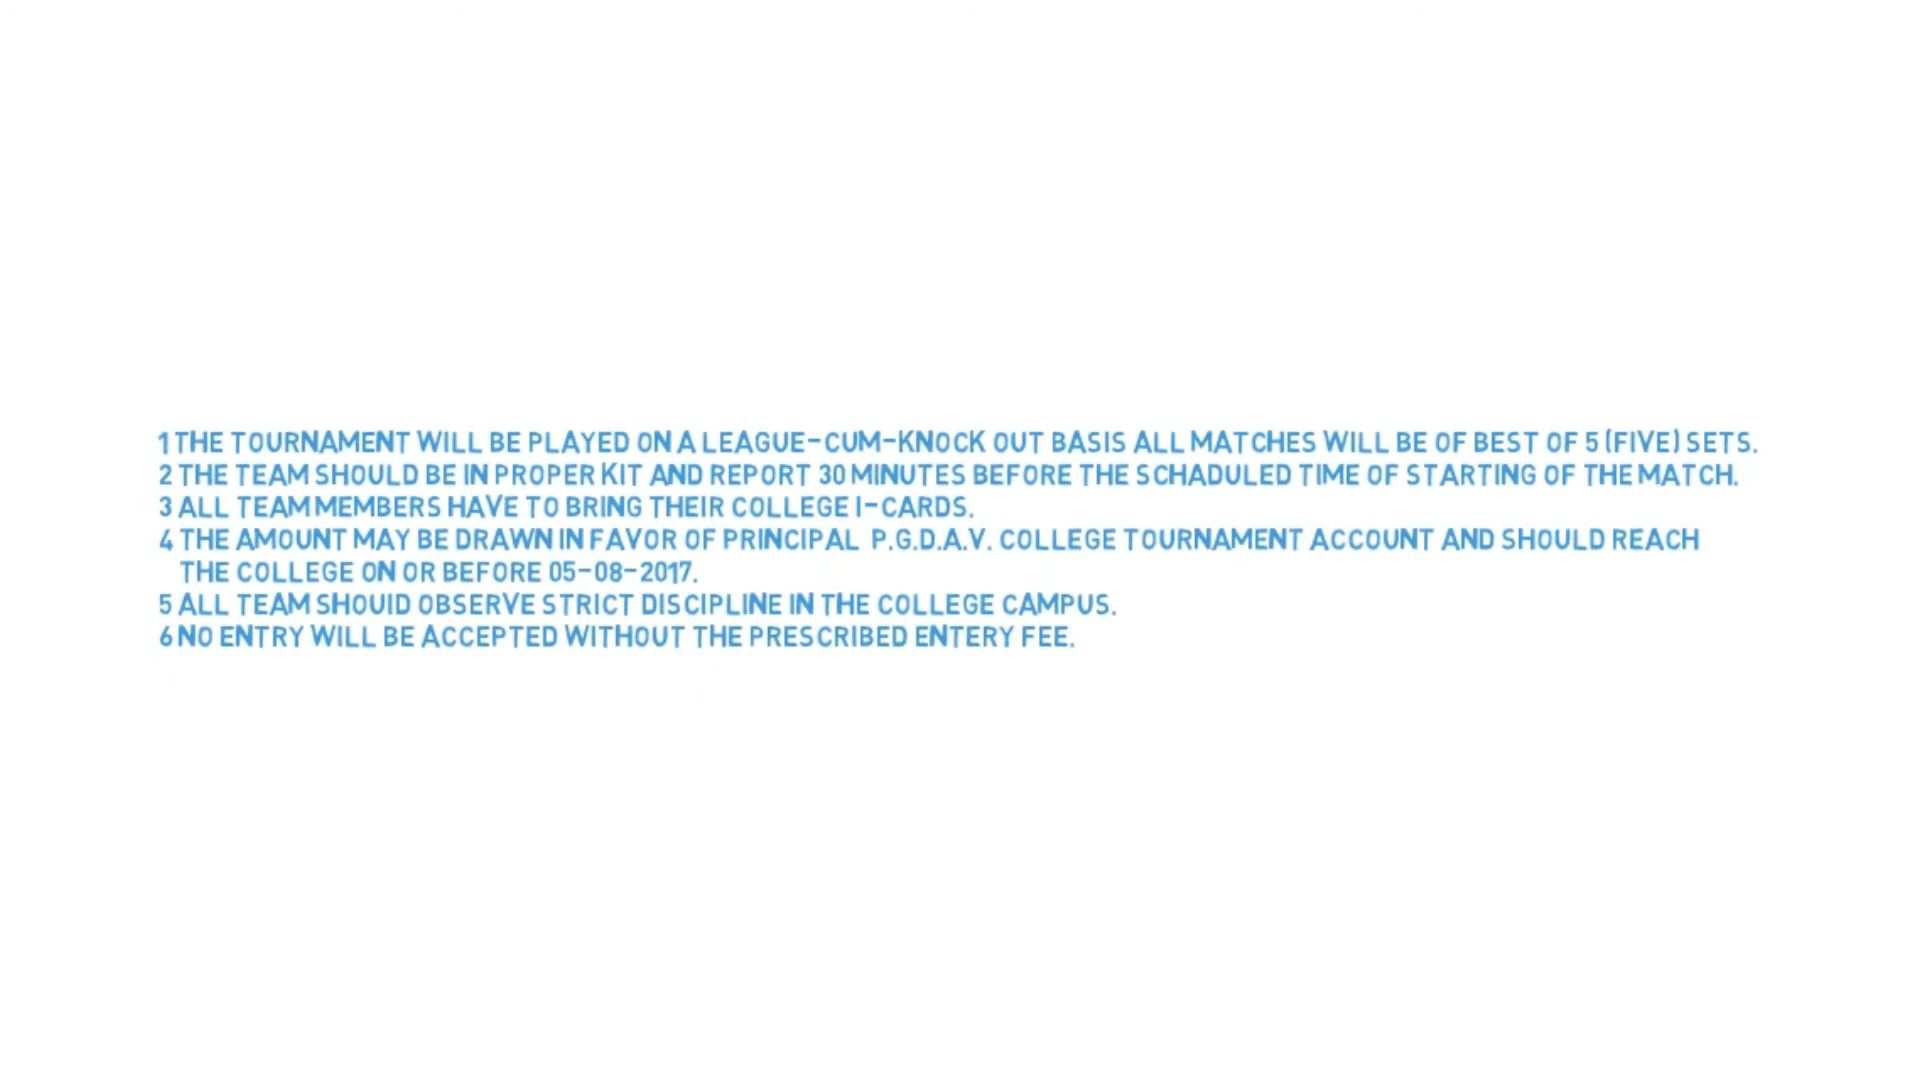 1 THE TOURNAMENT WILL BE PLAYED ON A LEAGUE-CUM-KNOCK OUT BASIS ALL MATCHES WILL BE OF BEST OF 5 (FIVE) SETS.
2 THE TEAM SHOULD BE IN PROPER KIT AND REPORT 30 MINUTES BEFORE THE SCHADULED TIME OF STARTING OF THE MATCH.
3 ALL TEAM MEMBERS HAVE TO BRING THEIR COLLEGE I-CARDS.
4 THE AMOUNT MAY BE DRAWN IN FAVOR OF PRINCIPAL P.G.D.A.V. COLLEGE TOURNAMENT ACCOUNT AND SHOULD REACH
THE COLLEGE ON OR BEFORE 05-08-2017.
5 ALL TEAM SHOUID OBSERVE STRICT DISCIPLINE IN THE COLLEGE CAMPUS.
6 NO ENTRY WILL BE ACCEPTED WITHOUT THE PRESCRIBED ENTERY FEE.